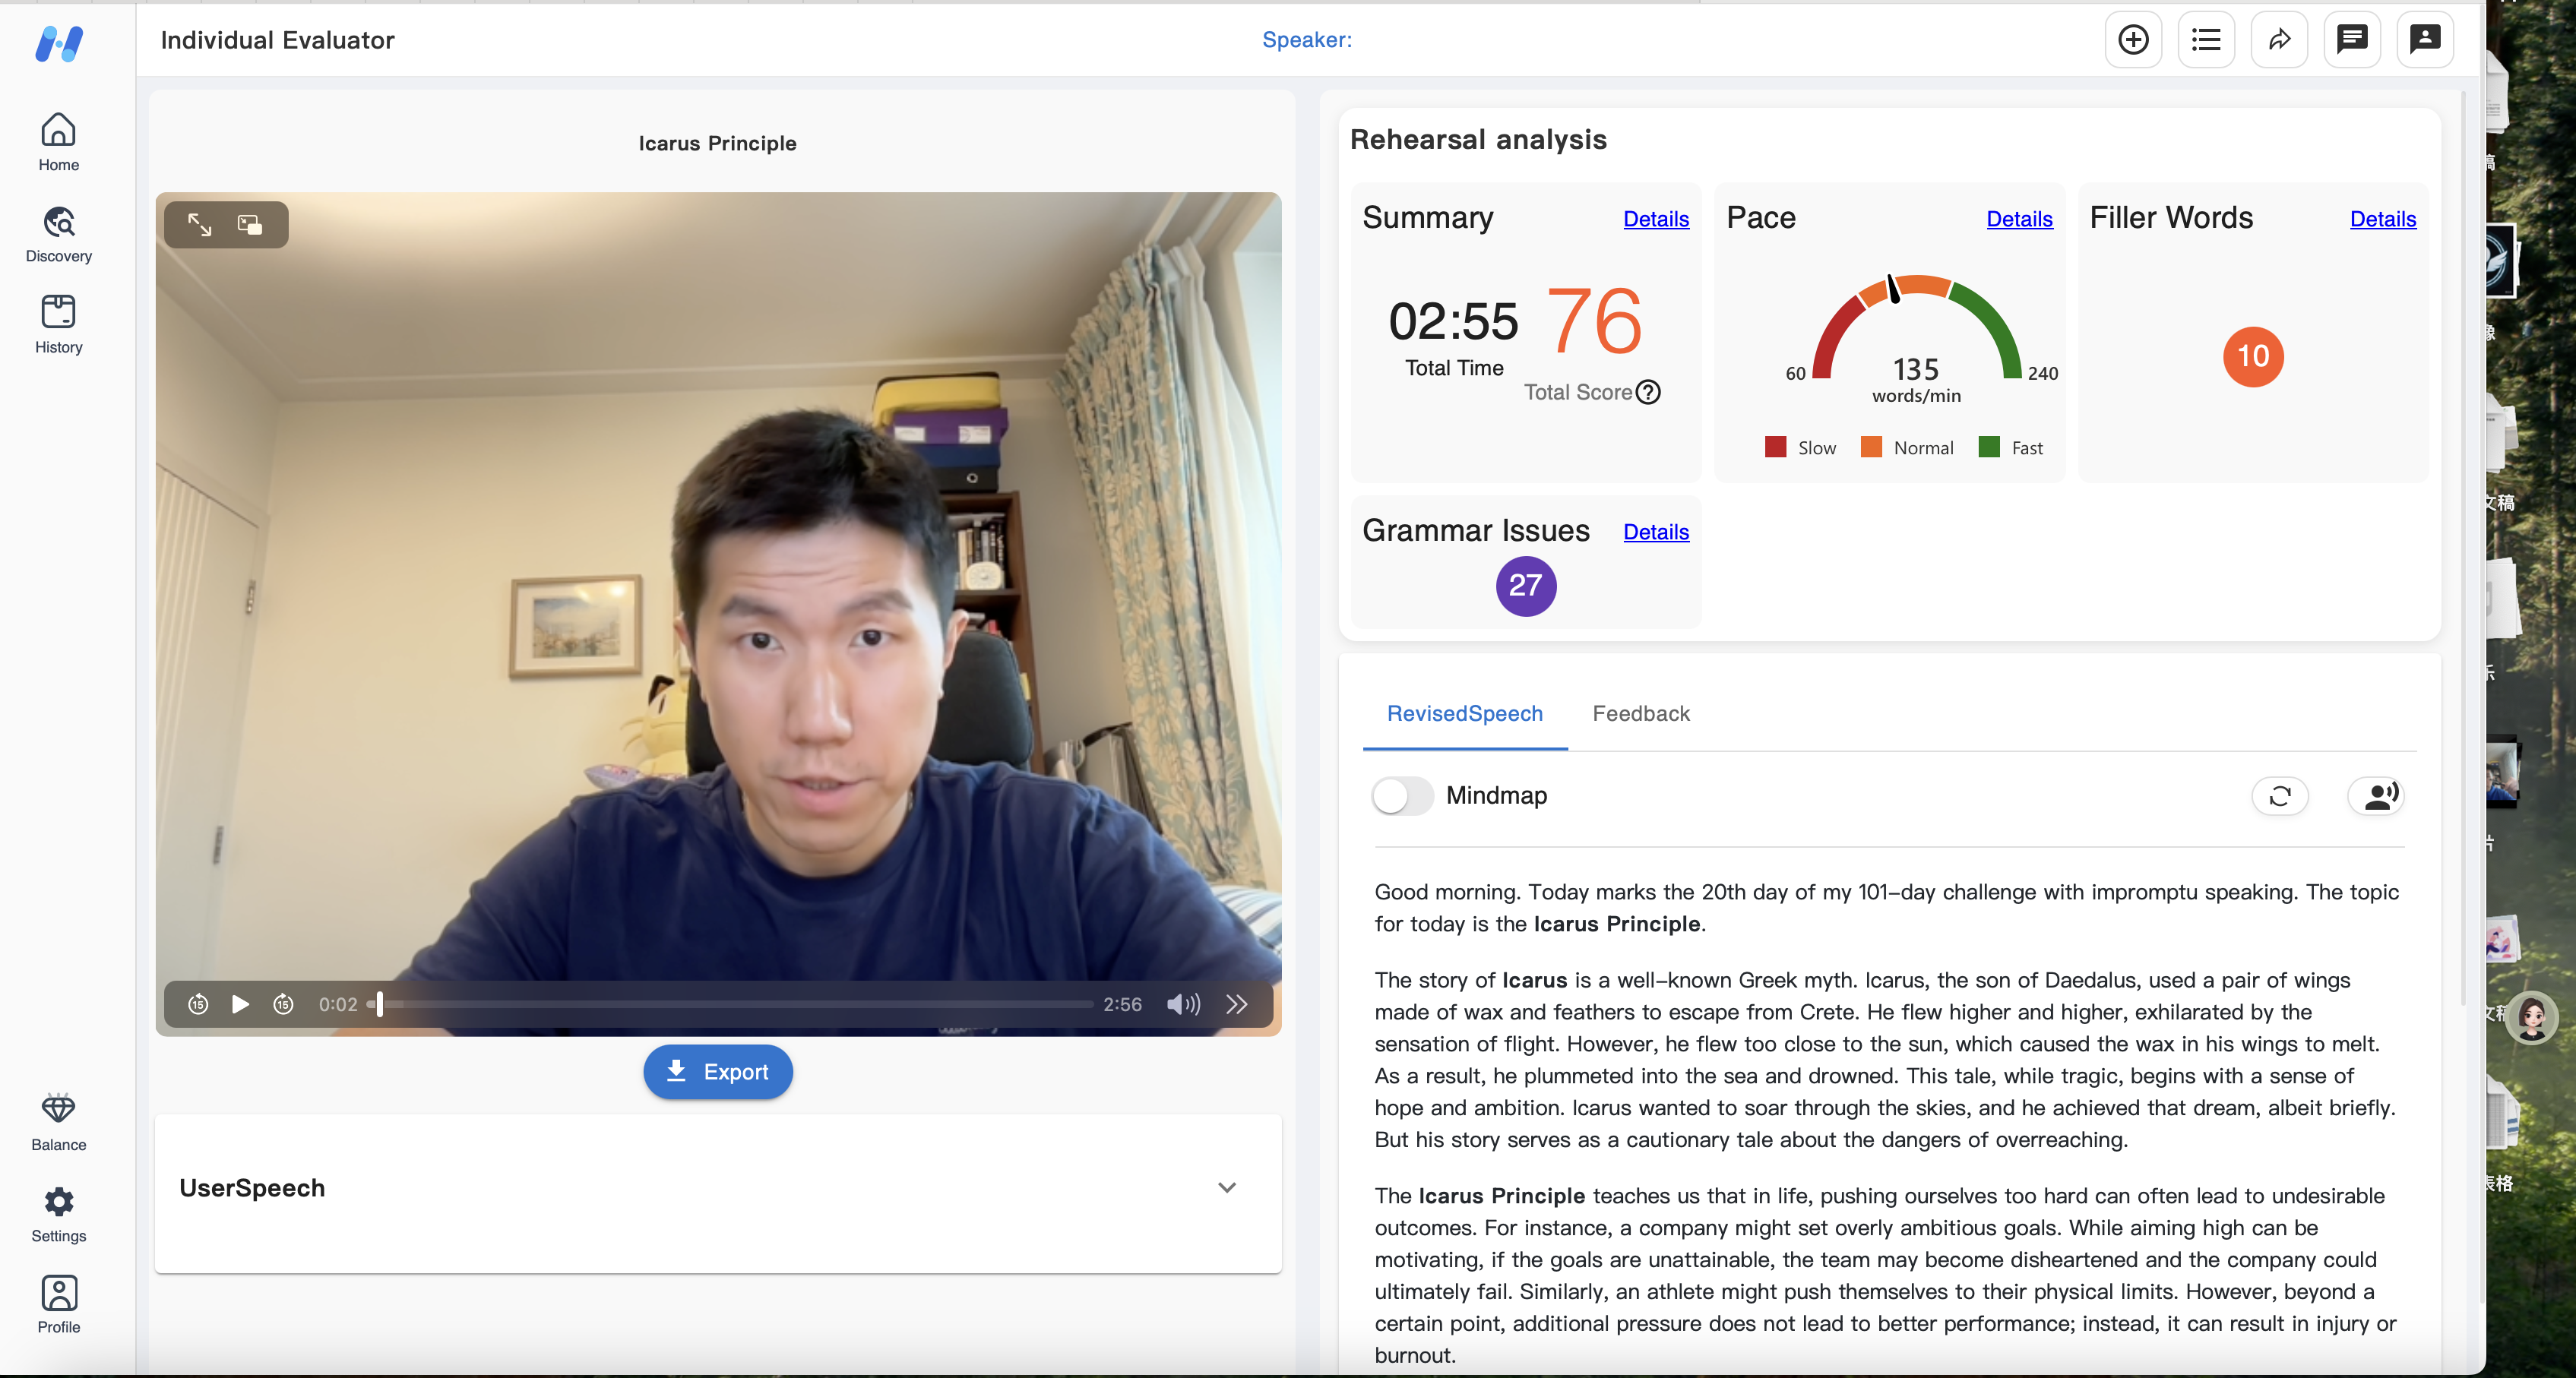 Individual Evaluator
Speaker:
Home
Discovery
History
Balance
Settings
Profile
Icarus Principle
15
15
0:02
2:56
Export
UserSpeech
Rehearsal analysis
Summary
Details
02:55
Total Time
76
Total Score
?
Pace
Details
60
135
240
words/min
Slow
Normal
Fast
Filler Words
Details
10
Grammar Issues
Details
27
RevisedSpeech
Feedback
Mindmap
Good morning. Today marks the 20th day of my 101–day challenge with impromptu speaking. The topic
for today is the Icarus Principle.
The story of Icarus is a well–known Greek myth. Icarus, the son of Daedalus, used a pair of wings
made of wax and feathers to escape from Crete. He flew higher and higher, exhilarated by the
sensation of flight. However, he flew too close to the sun, which caused the wax in his wings to melt.
As a result, he plummeted into the sea and drowned. This tale, while tragic, begins with a sense of
hope and ambition. Icarus wanted to soar through the skies, and he achieved that dream, albeit briefly.
But his story serves as a cautionary tale about the dangers of overreaching.
The Icarus Principle teaches us that in life, pushing ourselves too hard can often lead to undesirable
outcomes. For instance, a company might set overly ambitious goals. While aiming high can be
motivating, if the goals are unattainable, the team may become disheartened and the company could
ultimately fail. Similarly, an athlete might push themselves to their physical limits. However, beyond a
certain point, additional pressure does not lead to better performance; instead, it can result in injury or
burnout.
稿
像
文稿
乐
片
文稿
表格